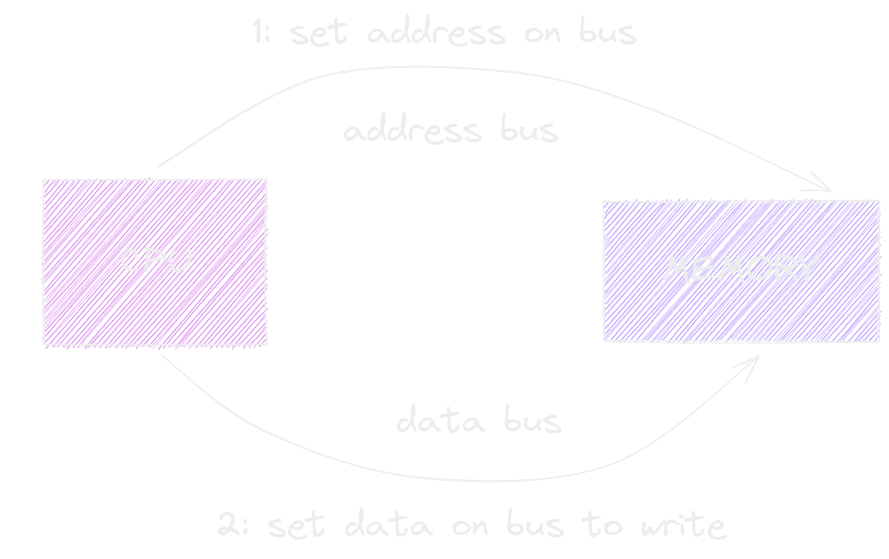 1: set address on bus
address bus
CPU
MEMORY
data bus
2: set data on bus to write